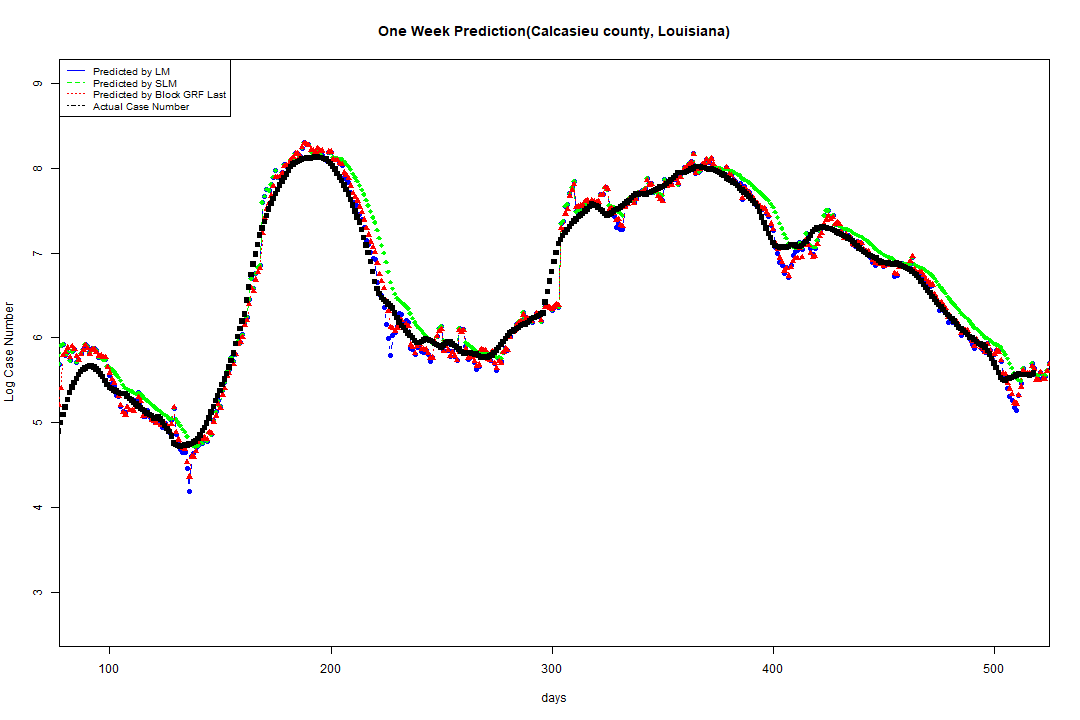 One Week Prediction(Calcasieu county, Louisiana)
Predicted by LM
Predicted by SLM
Predicted by Block GRF Last
Actual Case Number
9
8
7
6
5
4
3
Log Case Number
100 200 300 400 500
days